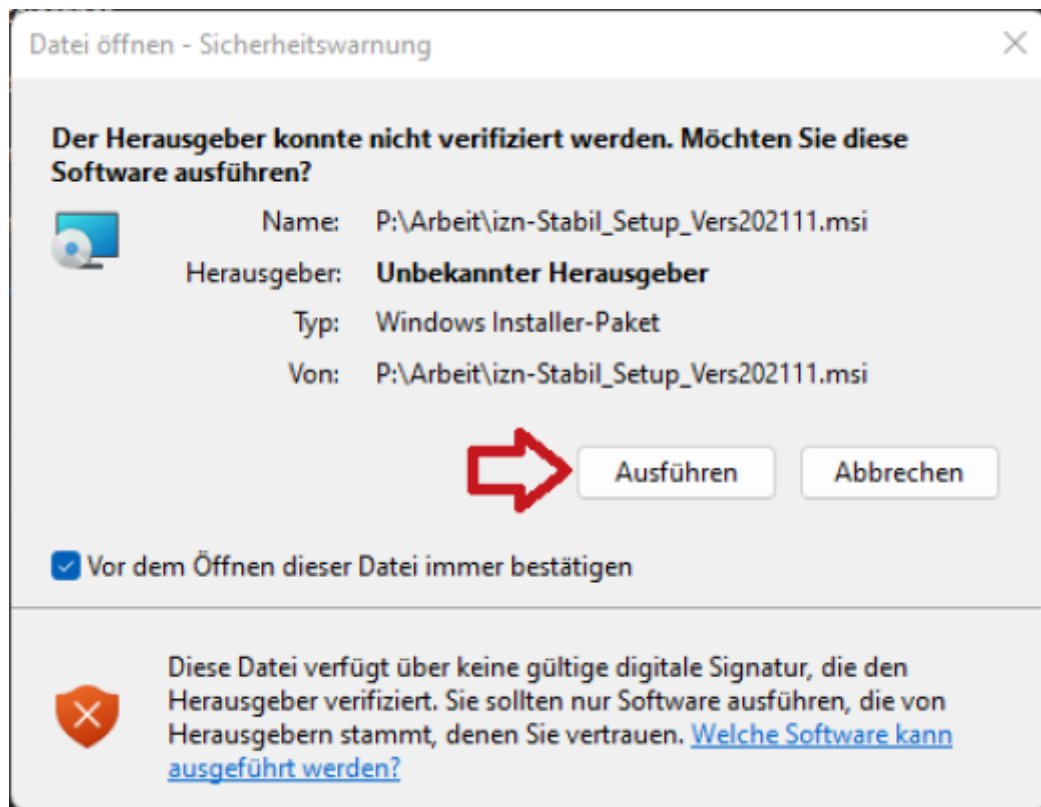 Datei öffnen - Sicherheitswarnung
Der Herausgeber konnte nicht verifiziert werden. Möchten Sie diese
Software ausführen?
Name: P:\Arbeit\izn-Stabil_Setup_Vers202111.msi
Herausgeber: Unbekannter Herausgeber
Typ: Windows Installer-Paket
Von: P:\Arbeit\izn-Stabil_Setup_Vers202111.msi
Ausführen Abbrechen
Vor dem Öffnen dieser Datei immer bestätigen
Diese Datei verfügt über keine gültige digitale Signatur, die den
Herausgeber verifiziert. Sie sollten nur Software ausführen, die von
Herausgebern stammt, denen Sie vertrauen. Welche Software kann
ausgeführt werden?